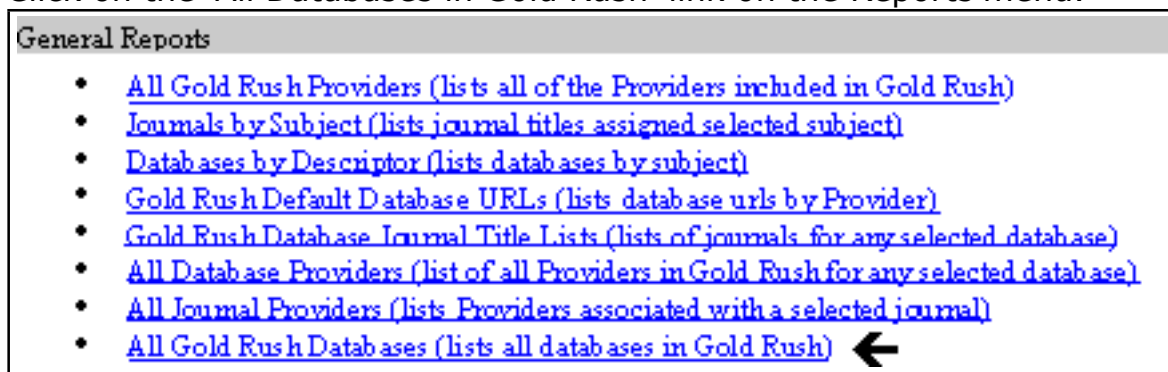 Click on the 'All Databases in Gold Rush' link on the Reports menu.
General Reports
• All Gold Rush Providers (lists all of the Providers included in Gold Rush)
• Journals by Subject (lists journal titles assigned selected subject)
• Databases by Descriptor (lists databases by subject)
• Gold Rush Default Database URLs (lists database urls by Provider)
• Gold Rush Database Journal Title Lists (lists of journals for any selected database)
• All Database Providers (list of all Providers in Gold Rush for any selected database)
• All Journal Providers (lists Providers associated with a selected journal)
• All Gold Rush Databases (lists all databases in Gold Rush)